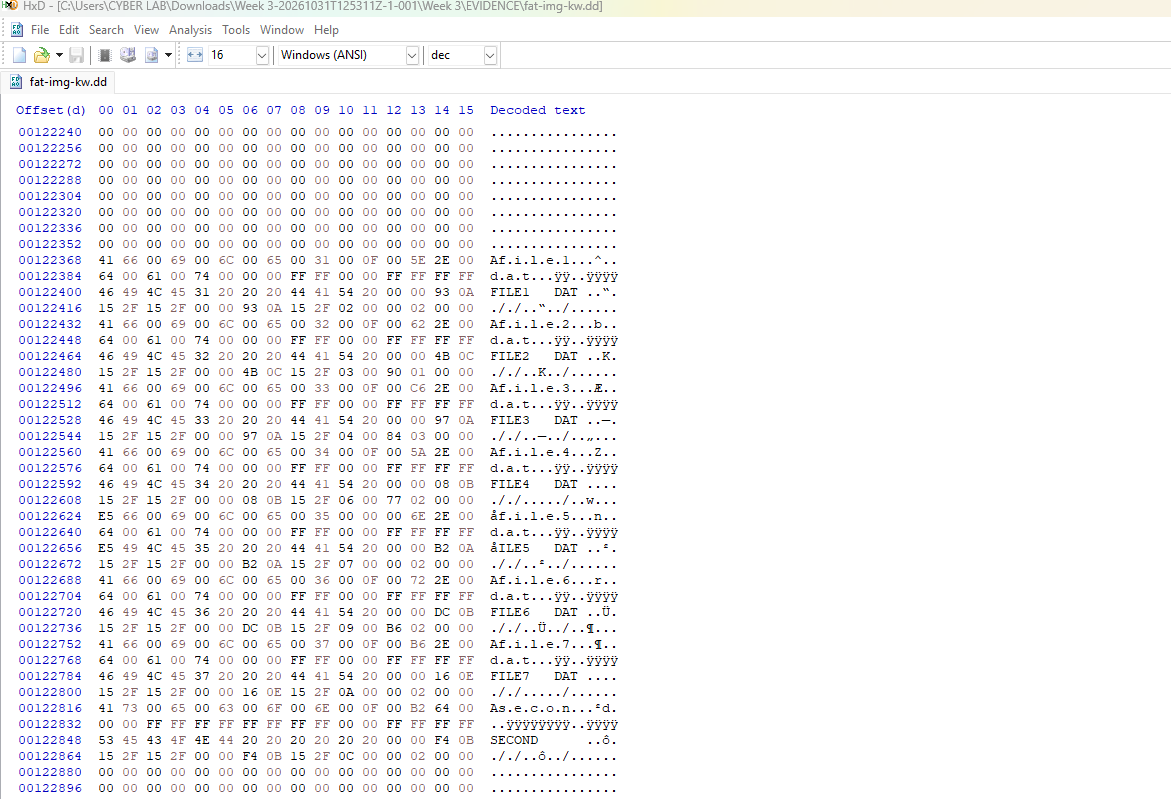 HxD - [C:\Users\CYBER LAB\Downloads\Week 3-20261031T125311Z-1-001\Week 3\EVIDENCE\fat-img-kw.dd]
File Edit Search View Analysis Tools Window Help
16 Windows (ANSI) dec
fat-img-kw.dd
Offset(d) 00 01 02 03 04 05 06 07 08 09 10 11 12 13 14 15 Decoded text
00122240 00 00 00 00 00 00 00 00 00 00 00 00 00 00 00 00 ................
00122256 00 00 00 00 00 00 00 00 00 00 00 00 00 00 00 00 ................
00122272 00 00 00 00 00 00 00 00 00 00 00 00 00 00 00 00 ................
00122288 00 00 00 00 00 00 00 00 00 00 00 00 00 00 00 00 ................
00122304 00 00 00 00 00 00 00 00 00 00 00 00 00 00 00 00 ................
00122320 00 00 00 00 00 00 00 00 00 00 00 00 00 00 00 00 ................
00122336 00 00 00 00 00 00 00 00 00 00 00 00 00 00 00 00 ................
00122352 00 00 00 00 00 00 00 00 00 00 00 00 00 00 00 00 ................
00122368 41 66 00 69 00 6C 00 65 00 31 00 0F 00 5E 2E 00 Af.i.l.e.1...^..
00122384 64 00 61 00 74 00 00 00 FF FF 00 00 FF FF FF FF d.a.t...ÿÿ..ÿÿÿÿ
00122400 46 49 4C 45 31 20 20 20 44 41 54 20 00 00 93 0A FILE1   DAT ..“.
00122416 15 2F 15 2F 00 00 93 0A 15 2F 02 00 00 02 00 00 ././..“../......
00122432 41 66 00 69 00 6C 00 65 00 32 00 0F 00 62 2E 00 Af.i.l.e.2...b..
00122448 64 00 61 00 74 00 00 00 FF FF 00 00 FF FF FF FF d.a.t...ÿÿ..ÿÿÿÿ
00122464 46 49 4C 45 32 20 20 20 44 41 54 20 00 00 4B 0C FILE2   DAT ..K.
00122480 15 2F 15 2F 00 00 4B 0C 15 2F 03 00 90 01 00 00 ././..K../......
00122496 41 66 00 69 00 6C 00 65 00 33 00 0F 00 C6 2E 00 Af.i.l.e.3...Æ..
00122512 64 00 61 00 74 00 00 00 FF FF 00 00 FF FF FF FF d.a.t...ÿÿ..ÿÿÿÿ
00122528 46 49 4C 45 33 20 20 20 44 41 54 20 00 00 97 0A FILE3   DAT ..—.
00122544 15 2F 15 2F 00 00 97 0A 15 2F 04 00 84 03 00 00 ././..—../..„...
00122560 41 66 00 69 00 6C 00 65 00 34 00 0F 00 5A 2E 00 Af.i.l.e.4...Z..
00122576 64 00 61 00 74 00 00 00 FF FF 00 00 FF FF FF FF d.a.t...ÿÿ..ÿÿÿÿ
00122592 46 49 4C 45 34 20 20 20 44 41 54 20 00 00 08 0B FILE4   DAT ....
00122608 15 2F 15 2F 00 00 08 0B 15 2F 06 00 77 02 00 00 ././...../..w...
00122624 E5 66 00 69 00 6C 00 65 00 35 00 00 00 6E 2E 00 åf.i.l.e.5...n..
00122640 64 00 61 00 74 00 00 00 FF FF 00 00 FF FF FF FF d.a.t...ÿÿ..ÿÿÿÿ
00122656 E5 49 4C 45 35 20 20 20 44 41 54 20 00 00 B2 0A åILE5   DAT ..².
00122672 15 2F 15 2F 00 00 B2 0A 15 2F 07 00 00 02 00 00 ././..²../......
00122688 41 66 00 69 00 6C 00 65 00 36 00 0F 00 72 2E 00 Af.i.l.e.6...r..
00122704 64 00 61 00 74 00 00 00 FF FF 00 00 FF FF FF FF d.a.t...ÿÿ..ÿÿÿÿ
00122720 46 49 4C 45 36 20 20 20 44 41 54 20 00 00 DC 0B FILE6   DAT ..Ü.
00122736 15 2F 15 2F 00 00 DC 0B 15 2F 09 00 B6 02 00 00 ././..Ü../..¶...
00122752 41 66 00 69 00 6C 00 65 00 37 00 0F 00 B6 2E 00 Af.i.l.e.7...¶..
00122768 64 00 61 00 74 00 00 00 FF FF 00 00 FF FF FF FF d.a.t...ÿÿ..ÿÿÿÿ
00122784 46 49 4C 45 37 20 20 20 44 41 54 20 00 00 16 0E FILE7   DAT ....
00122800 15 2F 15 2F 00 00 16 0E 15 2F 0A 00 00 02 00 00 ././...../......
00122816 41 73 00 65 00 63 00 6F 00 6E 00 0F 00 B2 64 00 As.e.c.o.n...²d.
00122832 00 00 FF FF FF FF FF FF FF FF 00 00 FF FF FF FF ..ÿÿÿÿÿÿÿÿ..ÿÿÿÿ
00122848 53 45 43 4F 4E 44 20 20 20 20 20 20 00 00 F4 0B SECOND      ..ô.
00122864 15 2F 15 2F 00 00 F4 0B 15 2F 0C 00 00 02 00 00 ././..ô../......
00122880 00 00 00 00 00 00 00 00 00 00 00 00 00 00 00 00 ................
00122896 00 00 00 00 00 00 00 00 00 00 00 00 00 00 00 00 ................